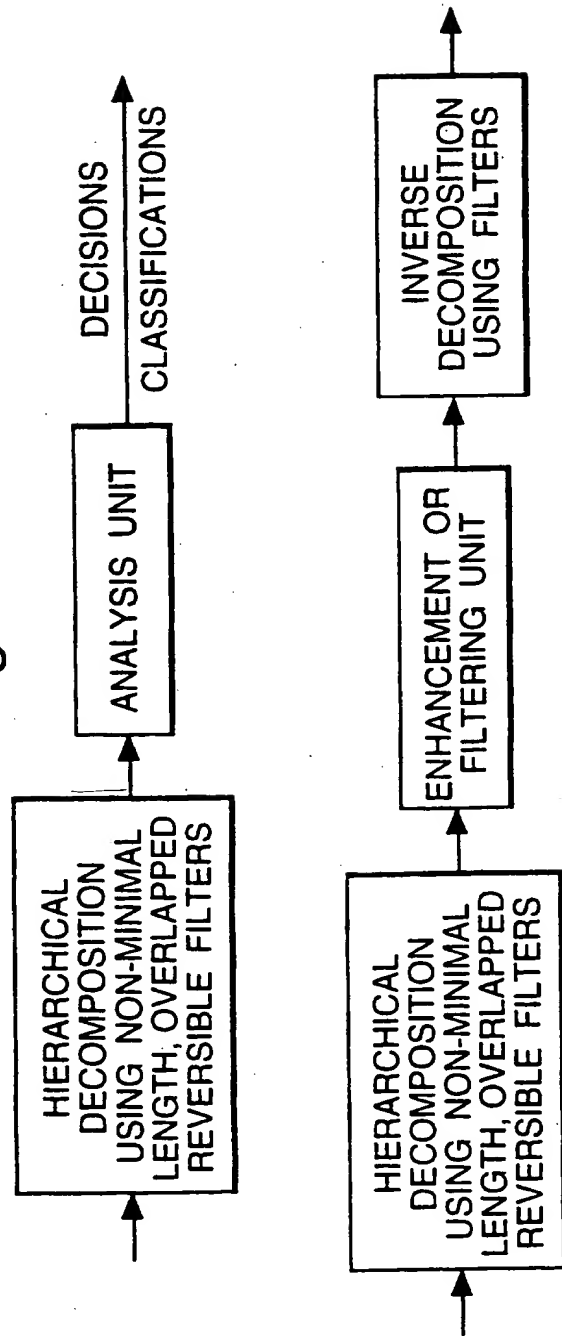 HIERARCHICAL
DECOMPOSITION
USING NON-MINIMAL
LENGTH, OVERLAPPED
REVERSIBLE FILTERS
ANALYSIS UNIT
DECISIONS
CLASSIFICATIONS
HIERARCHICAL
DECOMPOSITION
USING NON-MINIMAL
LENGTH, OVERLAPPED
REVERSIBLE FILTERS
ENHANCEMENT OR
FILTERING UNIT
INVERSE
DECOMPOSITION
USING FILTERS